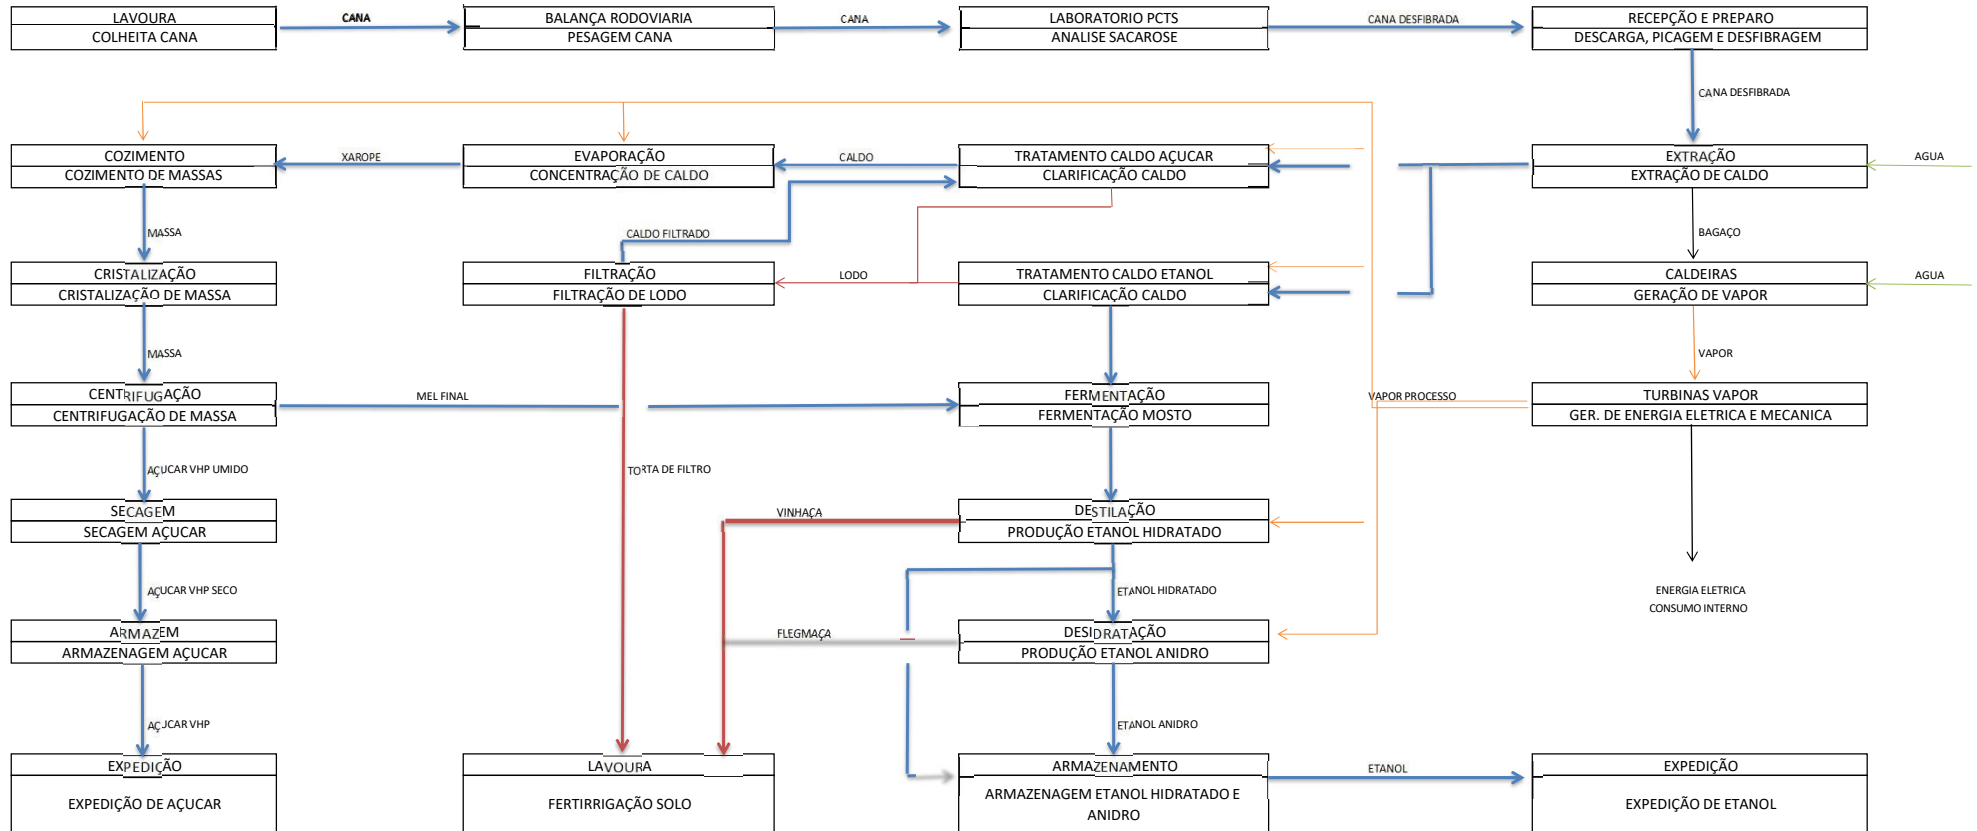 LAVOURA
COLHEITA CANA
CANA
BALANÇA RODOVIARIA
PESAGEM CANA
CANA
LABORATORIO PCTS
ANALISE SACAROSE
CANA DESFIBRADA
RECEPÇÃO E PREPARO
DESCARGA, PICAGEM E DESFIBRAGEM
CANA DESFIBRADA
COZIMENTO
COZIMENTO DE MASSAS
XAROPE
EVAPORAÇÃO
CONCENTRAÇÃO DE CALDO
CALDO
TRATAMENTO CALDO AÇUCAR
CLARIFICAÇÃO CALDO
EXTRAÇÃO
EXTRAÇÃO DE CALDO
AGUA
MASSA
CALDO FILTRADO
BAGAÇO
CRISTALIZAÇÃO
CRISTALIZAÇÃO DE MASSA
FILTRAÇÃO
FILTRAÇÃO DE LODO
LODO
TRATAMENTO CALDO ETANOL
CLARIFICAÇÃO CALDO
CALDEIRAS
GERAÇÃO DE VAPOR
AGUA
MASSA
VAPOR
CENTRIFUGAÇÃO
CENTRIFUGAÇÃO DE MASSA
MEL FINAL
FERMENTAÇÃO
FERMENTAÇÃO MOSTO
VAPOR PROCESSO
TURBINAS VAPOR
GER. DE ENERGIA ELETRICA E MECANICA
AÇUCAR VHP UMIDO
TORTA DE FILTRO
SECAGEM
SECAGEM AÇUCAR
VINHAÇA
DESTILAÇÃO
PRODUÇÃO ETANOL HIDRATADO
AÇUCAR VHP SECO
ETANOL HIDRATADO
ENERGIA ELETRICA
CONSUMO INTERNO
ARMAZEM
ARMAZENAGEM AÇUCAR
FLEGMAÇA
DESIDRATAÇÃO
PRODUÇÃO ETANOL ANIDRO
AÇUCAR VHP
ETANOL ANIDRO
EXPEDIÇÃO
EXPEDIÇÃO DE AÇUCAR
LAVOURA
FERTIRRIGAÇÃO SOLO
ARMAZENAMENTO
ARMAZENAGEM ETANOL HIDRATADO E
ANIDRO
ETANOL
EXPEDIÇÃO
EXPEDIÇÃO DE ETANOL